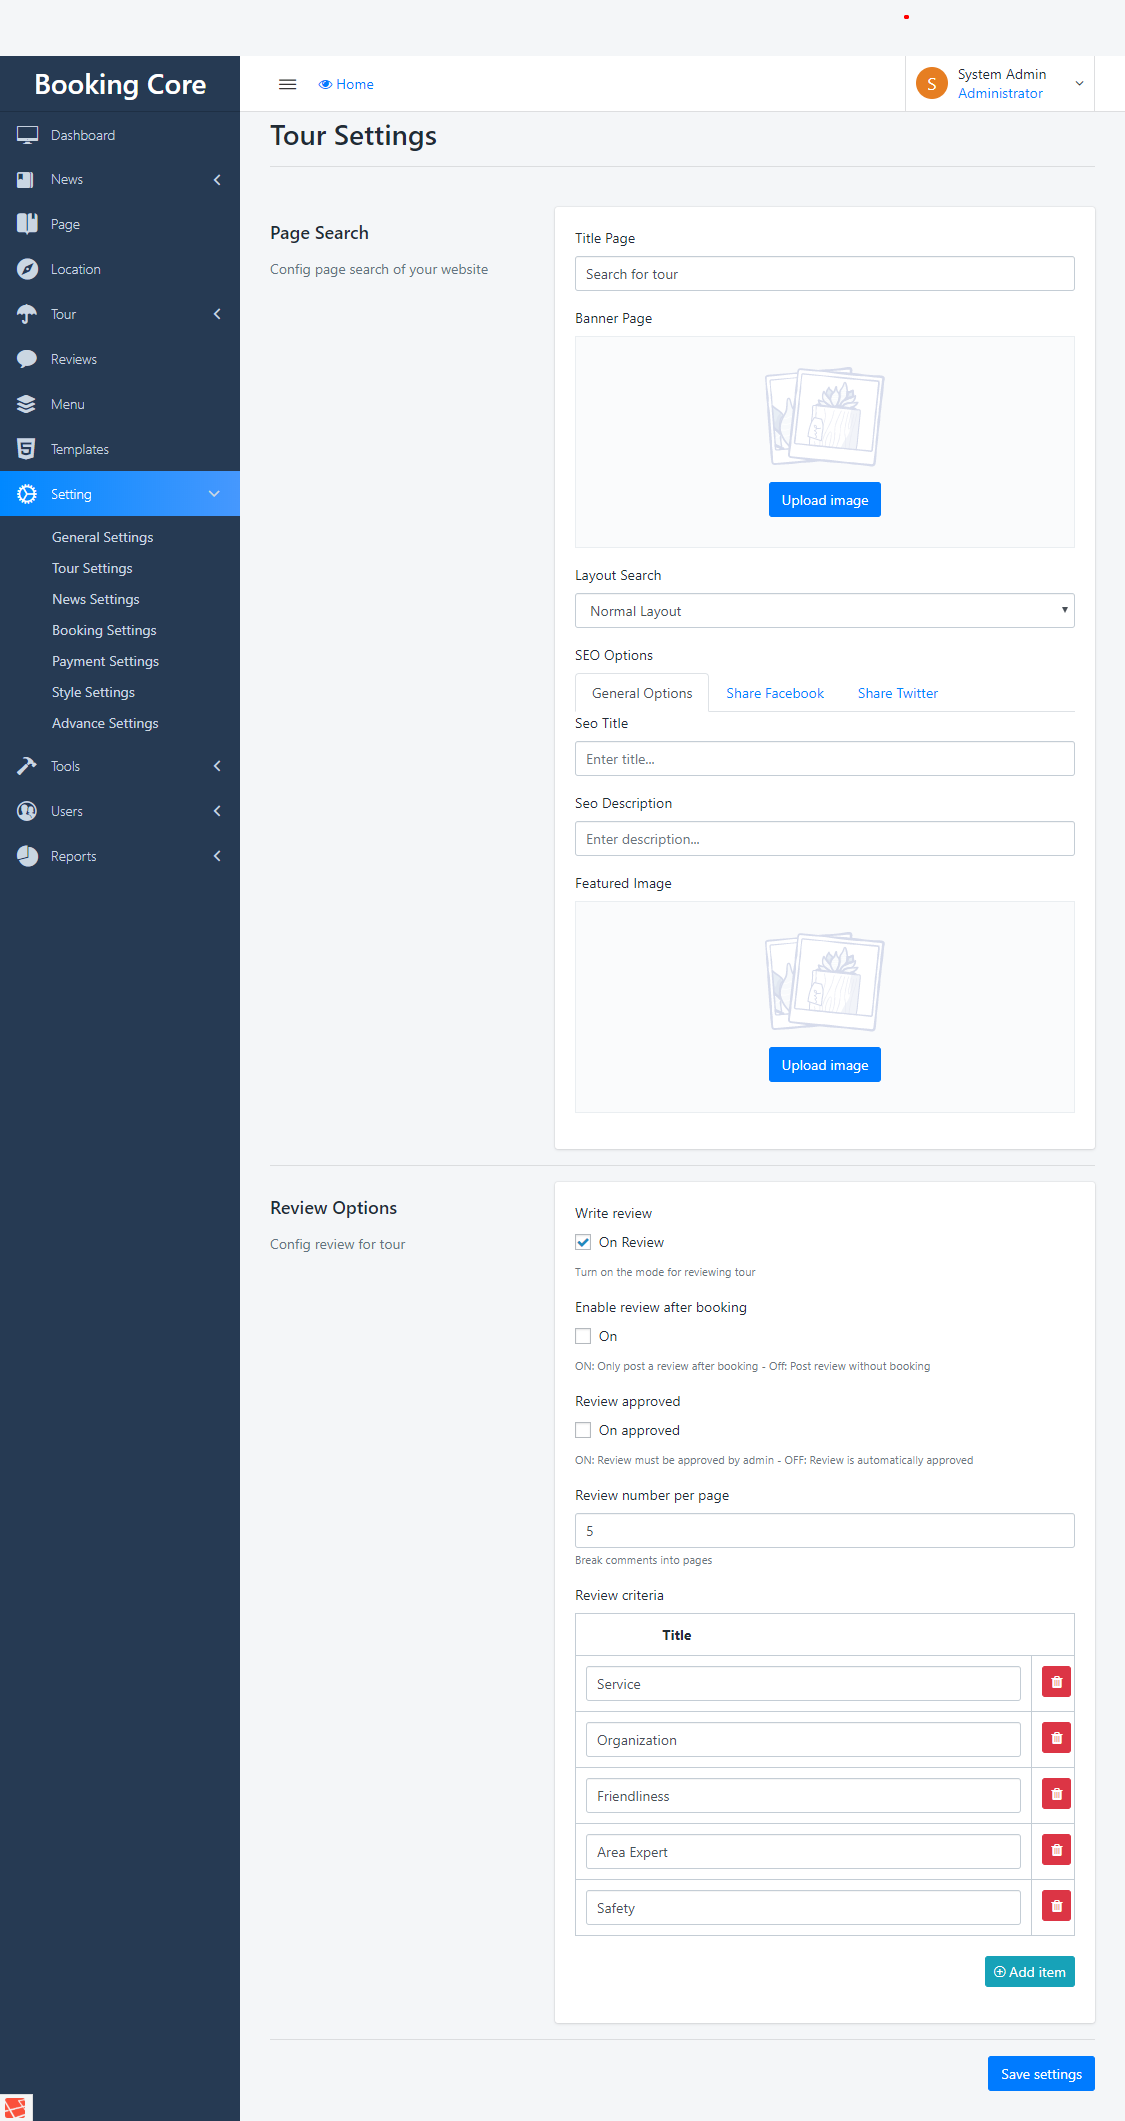 Booking Core
Home
S
System Admin
Administrator
Dashboard
News
Page
Location
Tour
Reviews
Menu
Templates
Setting
General Settings
Tour Settings
News Settings
Booking Settings
Payment Settings
Style Settings
Advance Settings
Tools
Users
Reports
Tour Settings
Page Search
Config page search of your website
Title Page
Search for tour
Banner Page
Upload image
Layout Search
Normal Layout
SEO Options
General Options Share Facebook Share Twitter
Seo Title
Enter title...
Seo Description
Enter description...
Featured Image
Upload image
Review Options
Config review for tour
Write review
On Review
Turn on the mode for reviewing tour
Enable review after booking
On
ON: Only post a review after booking - Off: Post review without booking
Review approved
On approved
ON: Review must be approved by admin - OFF: Review is automatically approved
Review number per page
5
Break comments into pages
Review criteria
Title
Service
Organization
Friendliness
Area Expert
Safety
Add item
Save settings